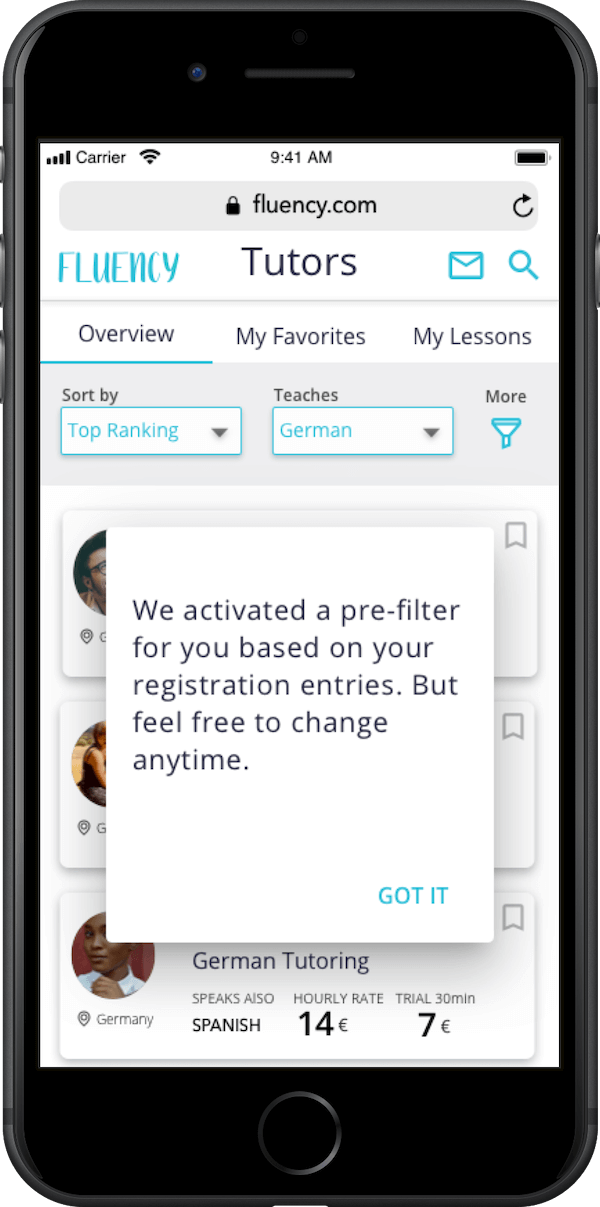 Carrier 9:41 AM
fluency.com
FLUENCY Tutors
Overview My Favorites My Lessons
Sort by Teaches More
Top Ranking German
We activated a pre-filter
for you based on your
registration entries. But
feel free to change
anytime.
GOT IT
German Tutoring
SPEAKS AlSO HOURLY RATE TRIAL 30min
Germany SPANISH 14 € 7 €